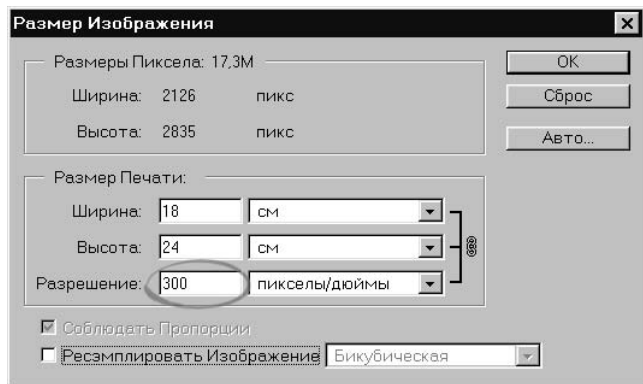 Размер Изображения
Размеры Пиксела: 17,3М
Ширина: 2126 пикс
Высота: 2835 пикс
OK
Сброс
Авто...
Размер Печати:
Ширина: 18 см
Высота: 24 см
Разрешение: 300 пикселы/дюймы
Соблюдать Пропорции
Ресэмплировать Изображение Бикубическая